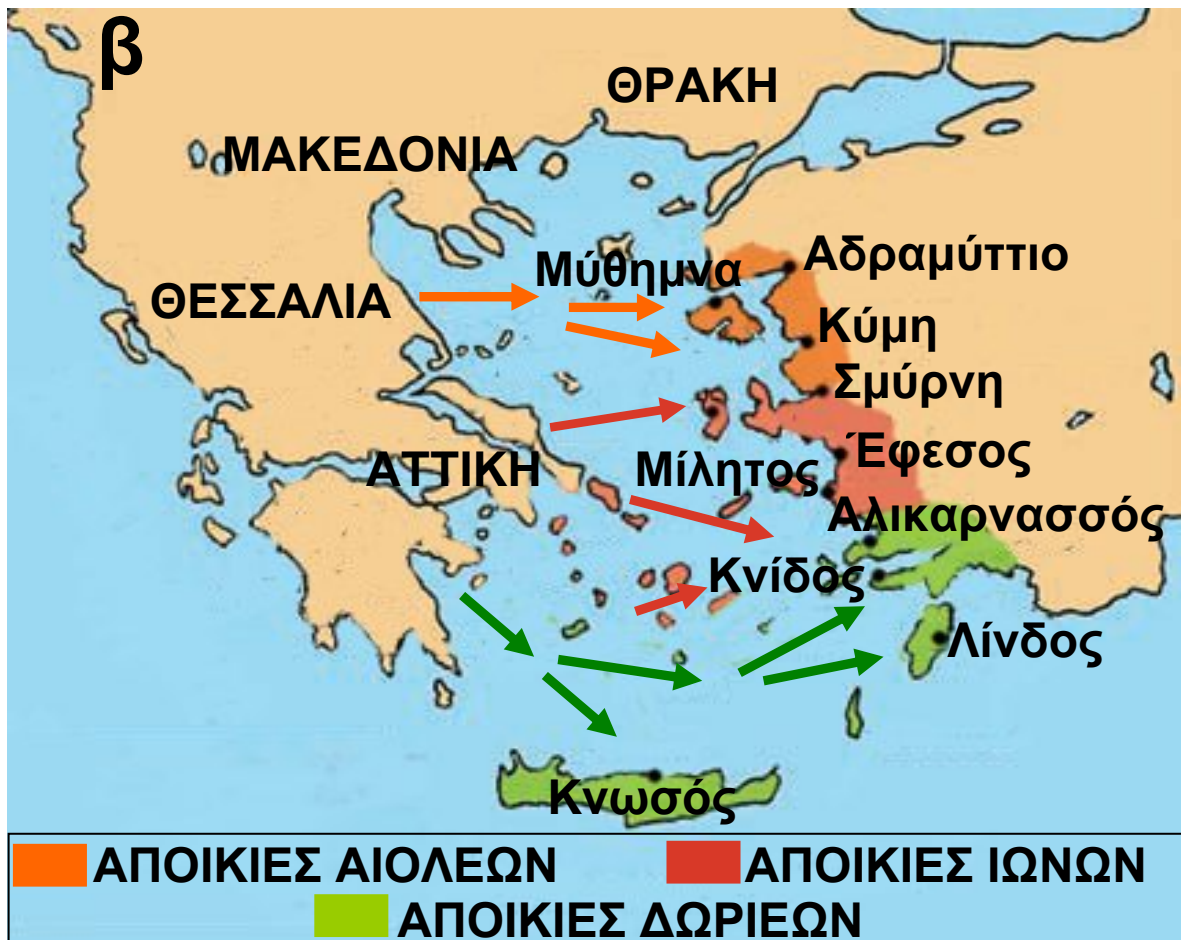 β
ΘΡΑΚΗ
ΜΑΚΕΔΟΝΙΑ
Μύθημνα
Αδραμύττιο
ΘΕΣΣΑΛΙΑ
Κύμη
Σμύρνη
Έφεσος
ΑΤΤΙΚΗ
Μίλητος
Αλικαρνασσός
Κνίδος
Λίνδος
Κνωσός
ΑΠΟΙΚΙΕΣ ΑΙΟΛΕΩΝ
ΑΠΟΙΚΙΕΣ ΙΩΝΩΝ
ΑΠΟΙΚΙΕΣ ΔΩΡΙΕΩΝ